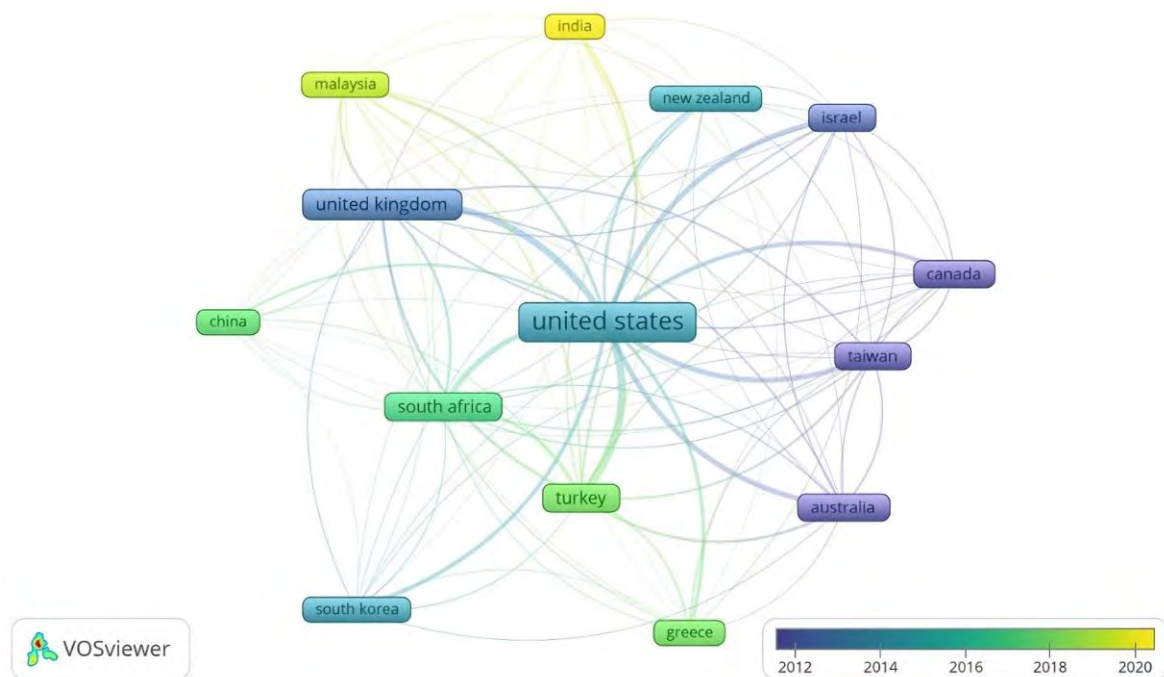 india
malaysia
new zealand
israel
united kingdom
canada
china
united states
taiwan
south africa
turkey
australia
south korea
greece
VOSviewer
2012 2014 2016 2018 2020